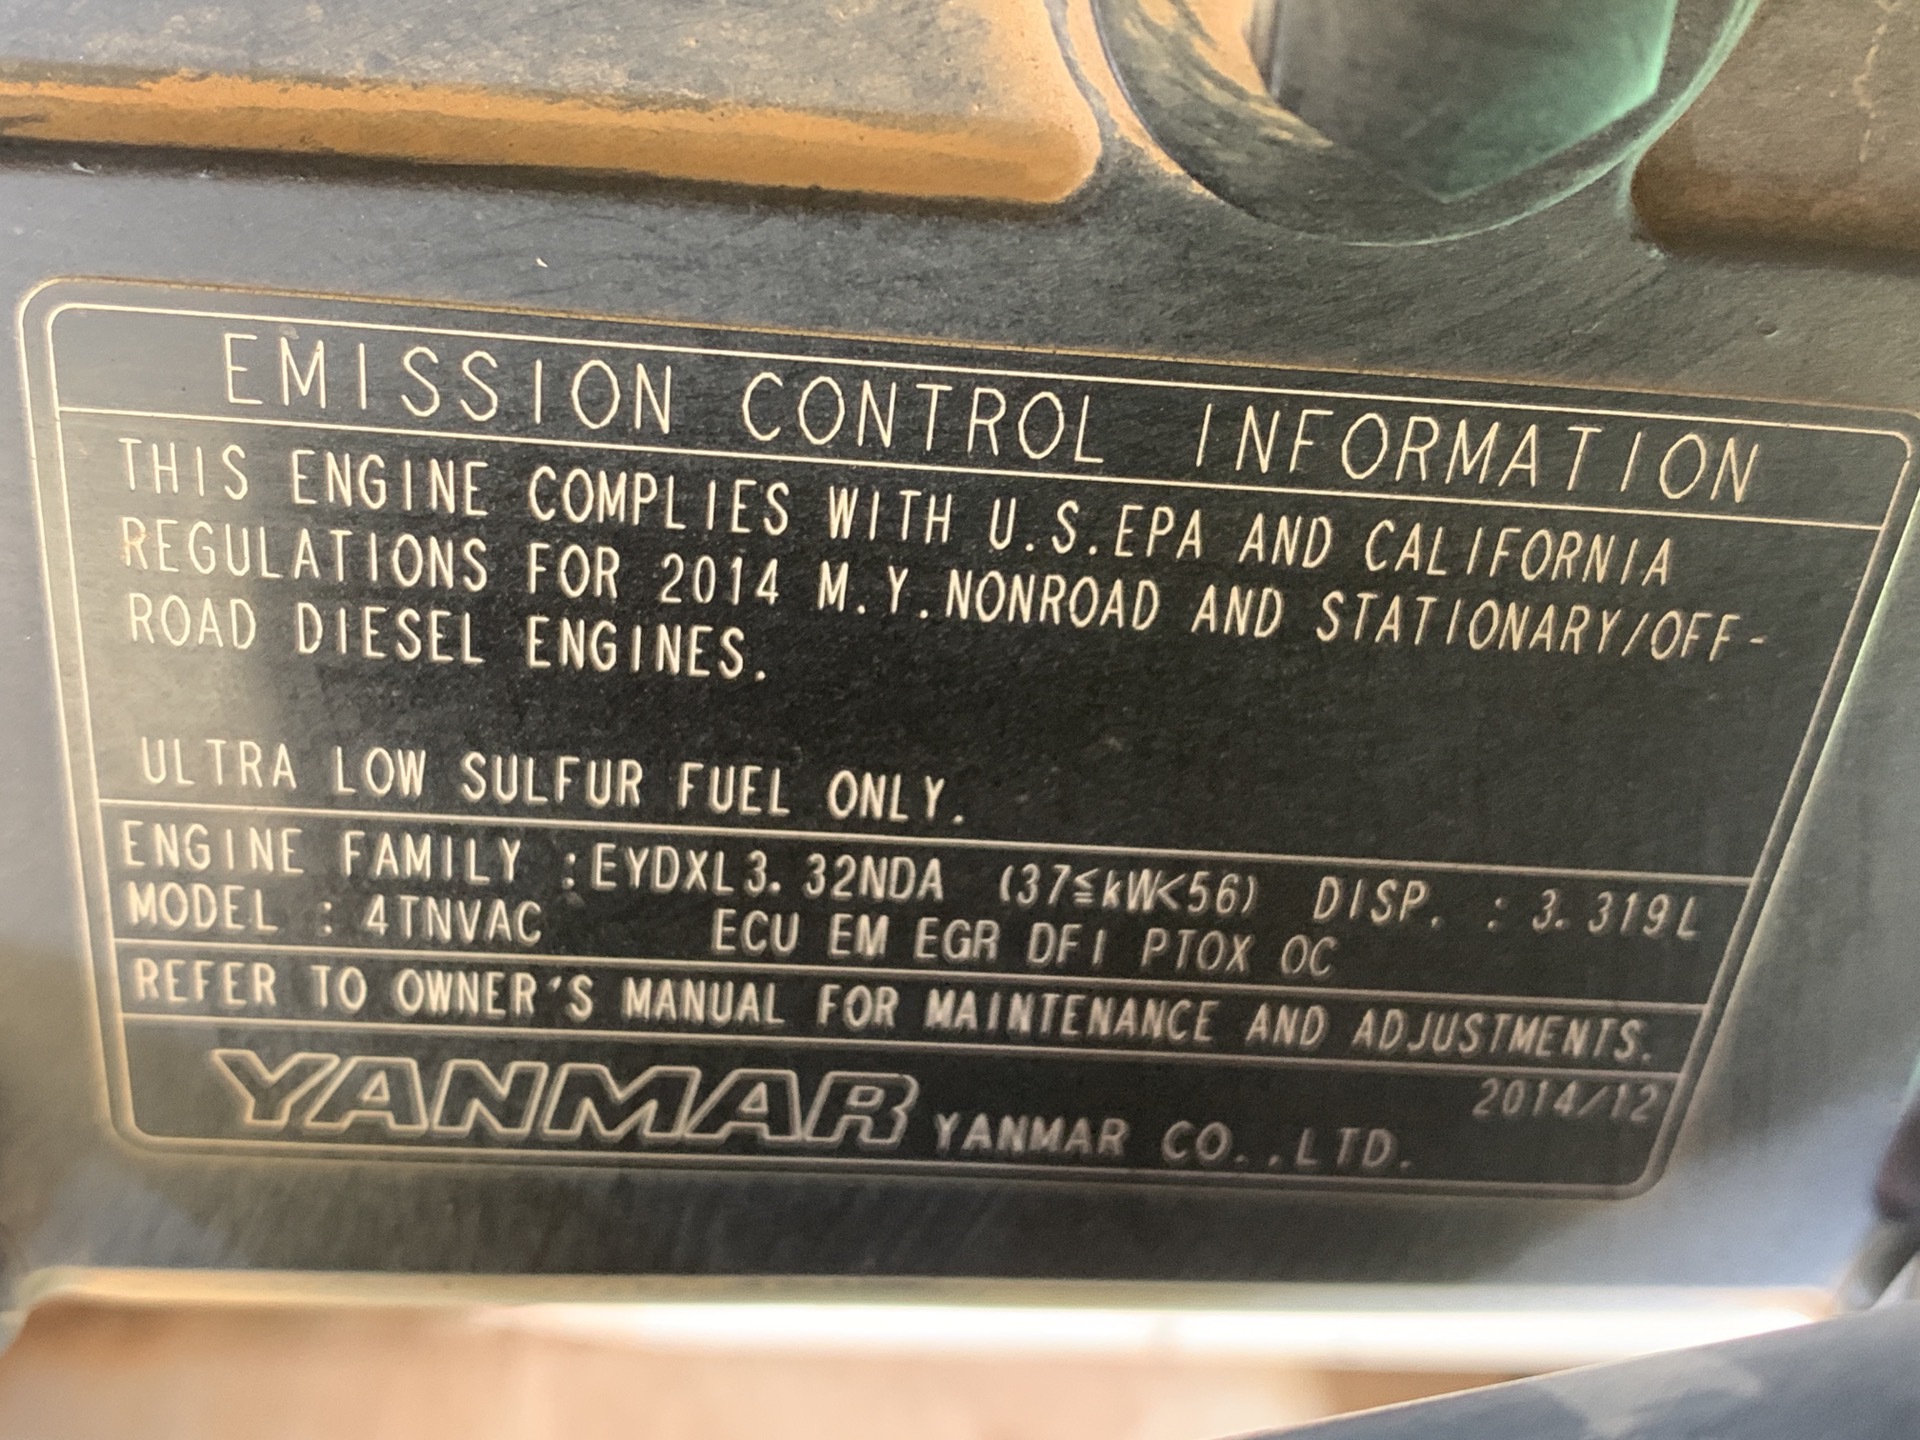 EMISSION CONTROL INFORMATION
THIS ENGINE COMPLIES WITH U.S.EPA AND CALIFORNIA
REGULATIONS FOR 2014 M.Y.NONROAD AND STATIONARY/OFF-
ROAD DIESEL ENGINES.
ULTRA LOW SULFUR FUEL ONLY.
ENGINE FAMILY :EYDXL3.32NDA (37≦kW<56) DISP. : 3.319L
MODEL : 4TNVAC ECU EM EGR DFI PTOX OC
REFER TO OWNER'S MANUAL FOR MAINTENANCE AND ADJUSTMENTS.
2014/12
YANMAR YANMAR CO.,LTD.